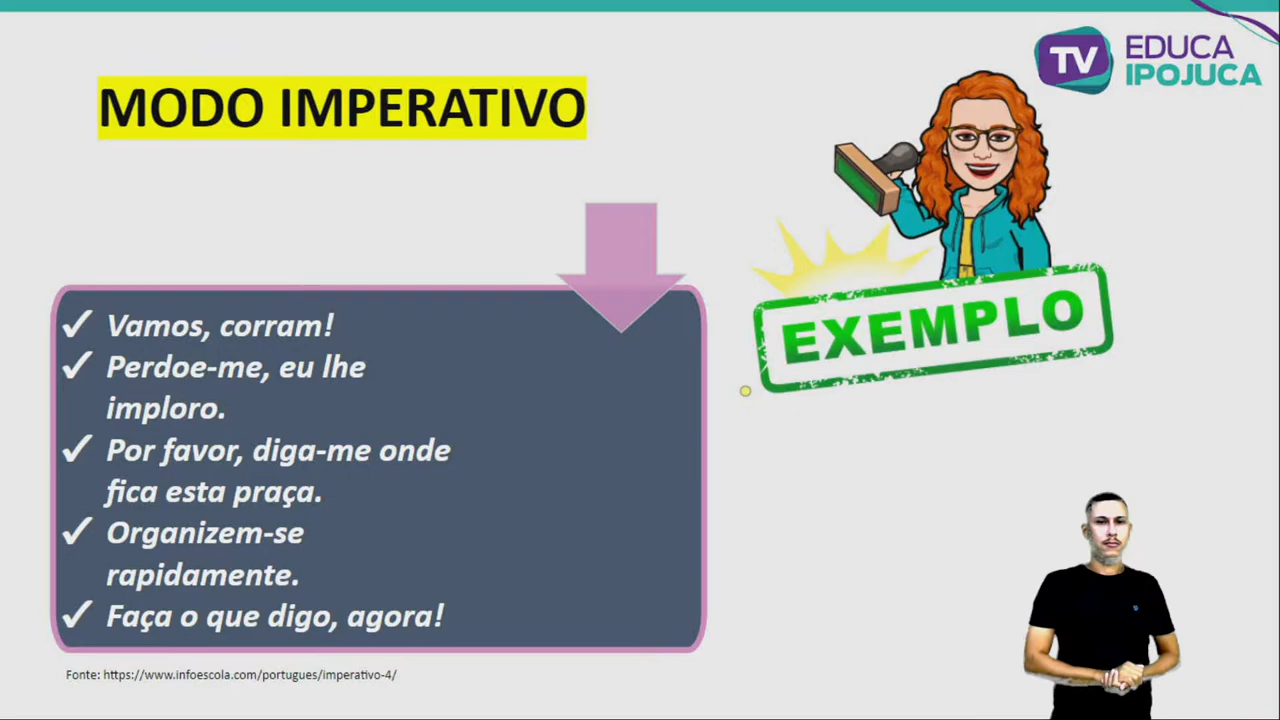 TV EDUCA
IPOJUCA
MODO IMPERATIVO
EXEMPLO
✓ Vamos, corram!
✓ Perdoe-me, eu lhe
imploro.
✓ Por favor, diga-me onde
fica esta praça.
✓ Organizem-se
rapidamente.
✓ Faça o que digo, agora!
Fonte: https://www.infoescola.com/portugues/imperativo-4/